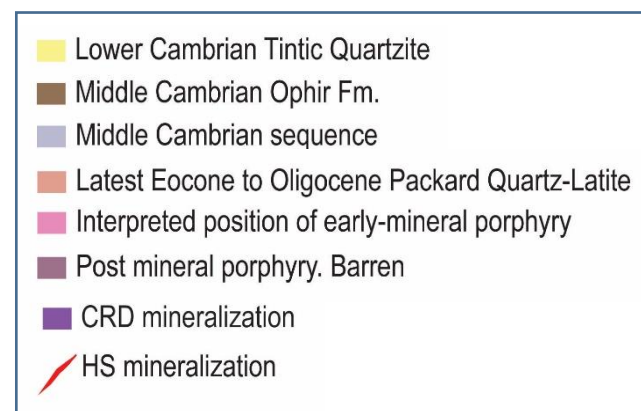 Lower Cambrian Tintic Quartzite
Middle Cambrian Ophir Fm.
Middle Cambrian sequence
Latest Eocone to Oligocene Packard Quartz-Latite
Interpreted position of early-mineral porphyry
Post mineral porphyry. Barren
CRD mineralization
HS mineralization